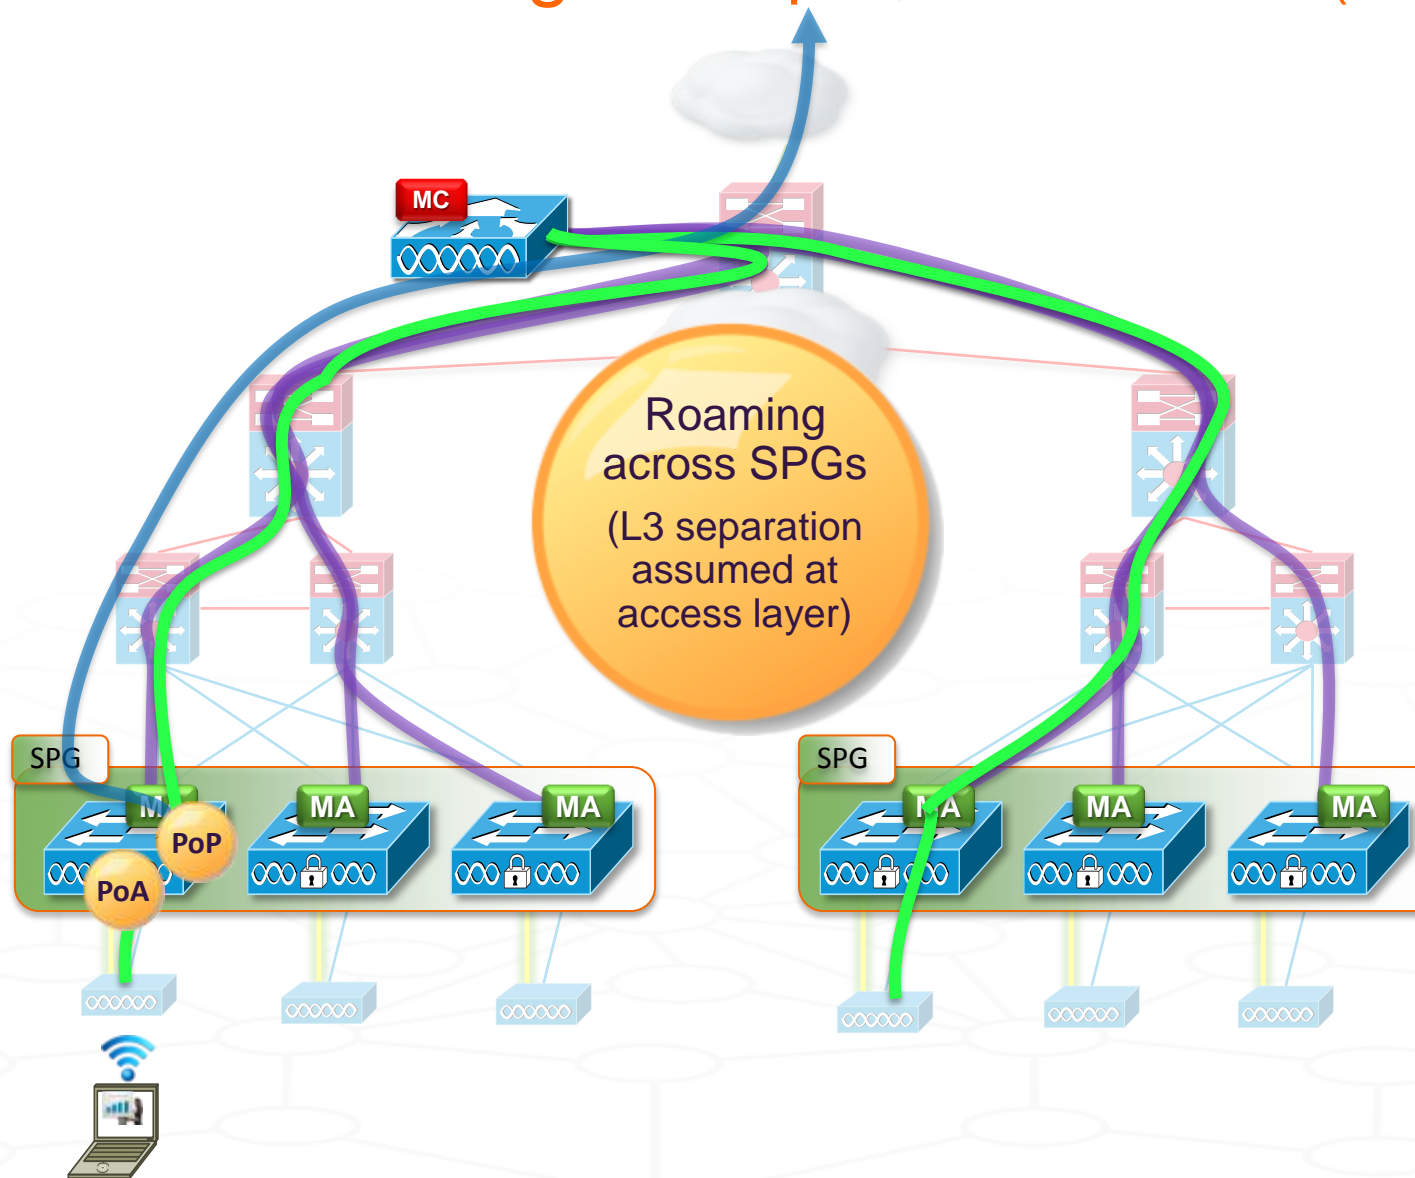 MC
Roaming
across SPGs
(L3 separation
assumed at
access layer)
SPG
SPG
MA
MA
MA
MA
MA
PoP
PoA